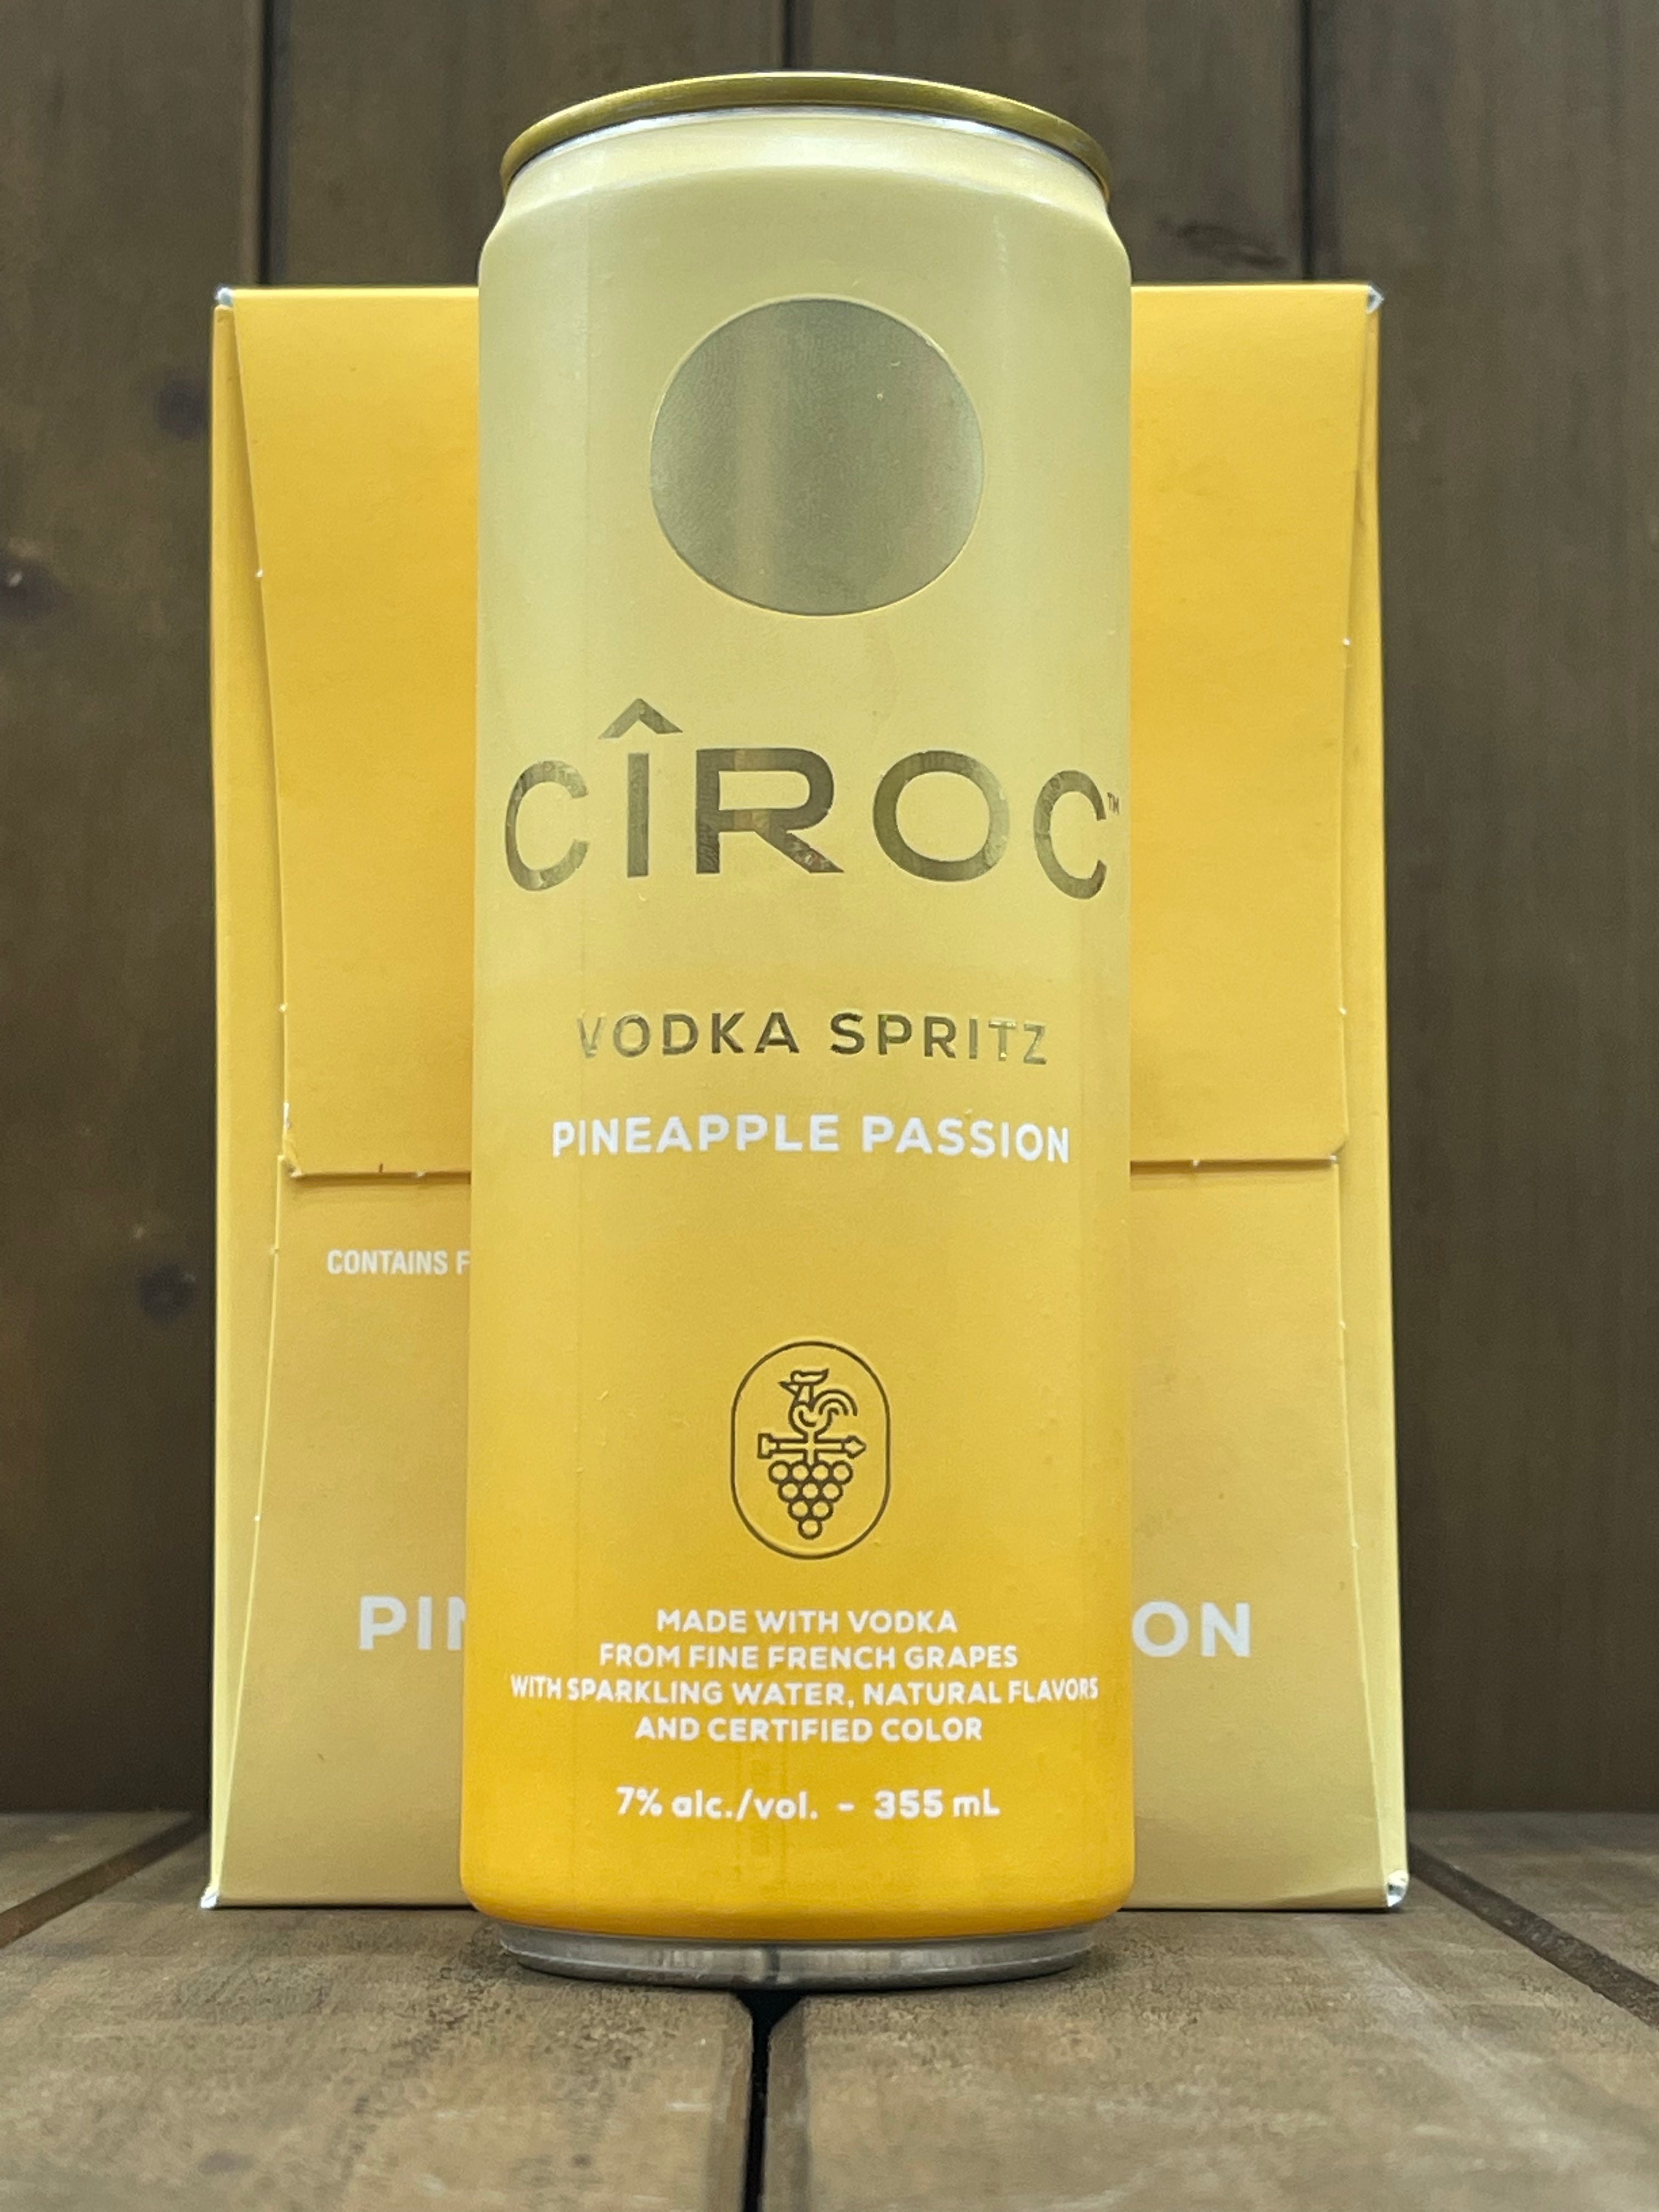 CÎROC™
VODKA SPRITZ
PINEAPPLE PASSION
CONTAINS F
PIN
ON
MADE WITH VODKA
FROM FINE FRENCH GRAPES
WITH SPARKLING WATER, NATURAL FLAVORS
AND CERTIFIED COLOR
7% alc./vol. - 355 mL